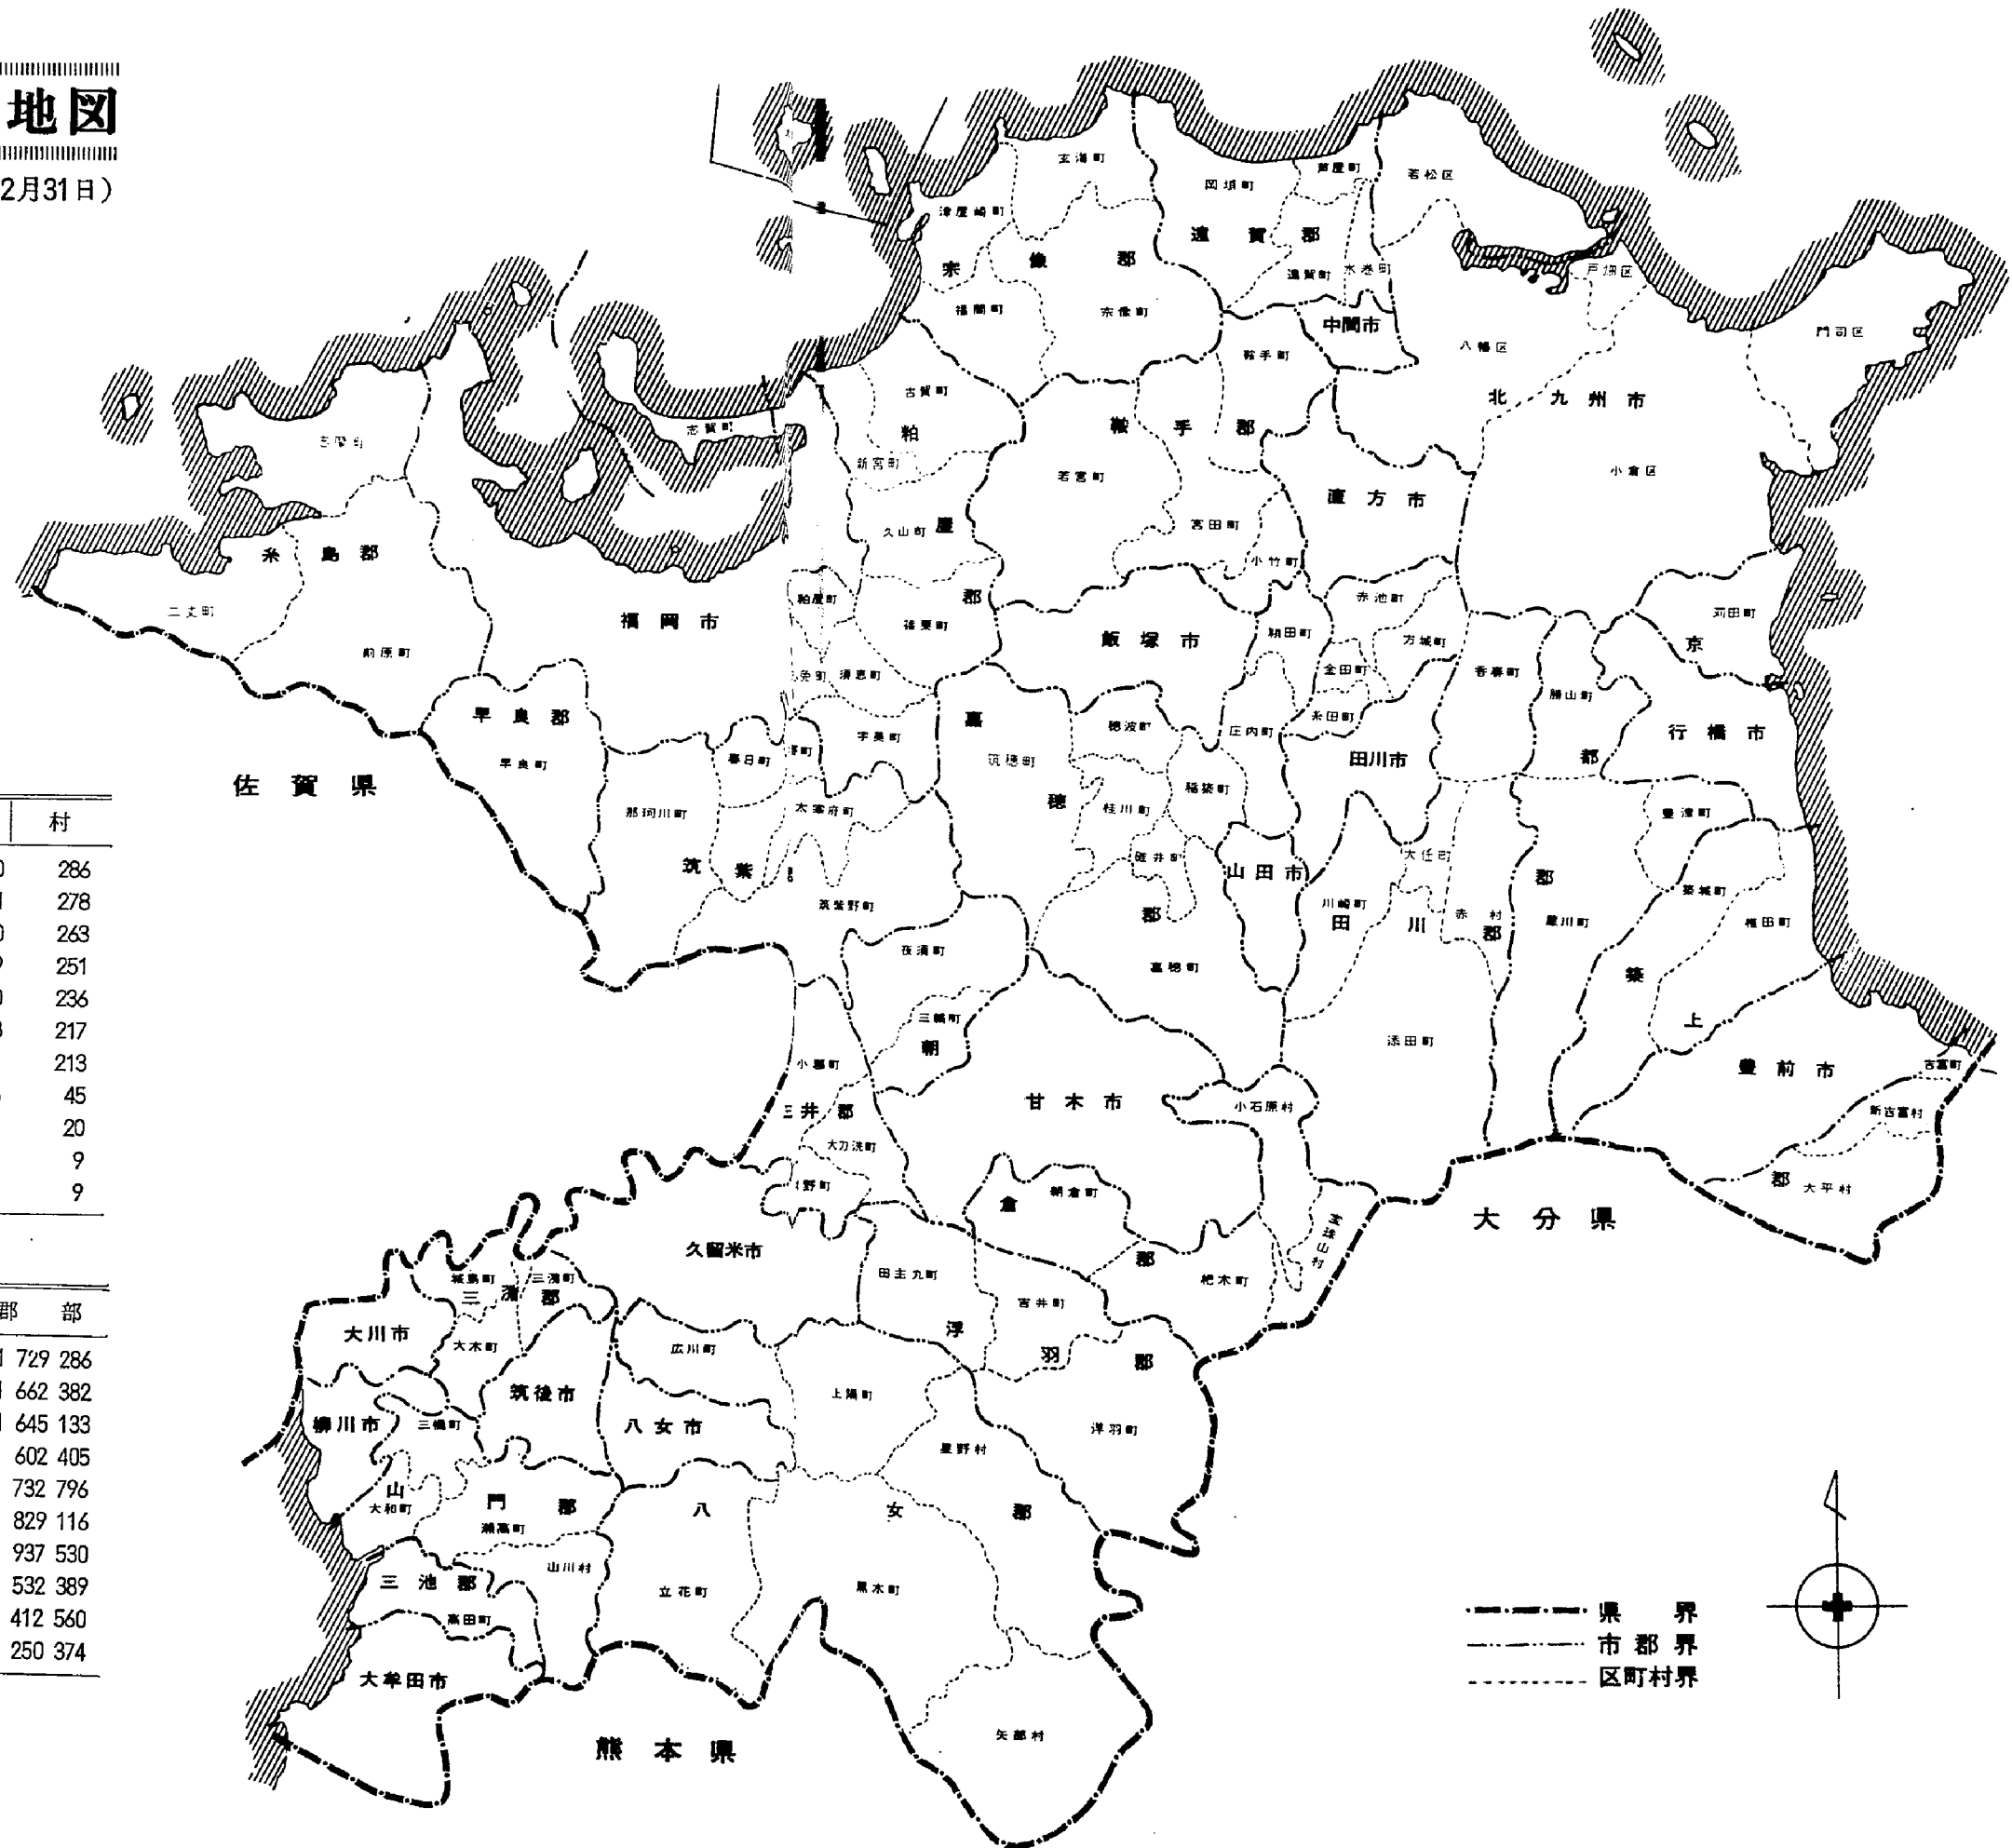 地図
2月31日）
玄海町
岡垣町
芦屋町
若松区
津屋崎町
遠賀郡
宗像郡
遠賀町
水巻町
戸畑区
福間町
宗像町
中間市
門司区
鞍手町
八幡区
古賀町
北九州市
志賀町
粕屋郡
鞍手郡
志摩町
新宮町
若宮町
小倉区
直方市
久山町
宮田町
糸島郡
小竹町
二丈町
粕屋町
赤池町
苅田町
福岡市
篠栗町
飯塚市
頴田町
方城町
京都郡
前原町
須恵町
金田町
香春町
勝山町
早良郡
嘉穂郡
穂波町
庄内町
糸田町
行橋市
宇美町
早良町
春日町
筑穂町
田川市
佐賀県
稲築町
那珂川町
太宰府町
桂川町
豊津町
筑紫
碓井町
大任町
山田市
築城町
筑紫野町
川崎町
田川郡
赤村
犀川町
椎田町
夜須町
嘉穂町
築上郡
三輪町
朝倉郡
添田町
小郡町
豊前市
吉富町
甘木市
小石原村
新吉富村
三井郡
大刀洗町
朝倉町
大平村
野町
宝珠山村
大分県
久留米市
城島町
三潴町
田主丸町
杷木町
三潴郡
吉井町
大川市
浮羽郡
大木町
広川町
筑後市
上陽町
柳川市
三橋町
八女市
浮羽町
星野村
山門郡
大和町
八女郡
瀬高町
山川村
三池郡
立花町
黒木町
高田町
大牟田市
矢部村
熊本県
県界
市郡界
区町村界
村
286
278
263
251
236
217
213
45
20
9
9
郡部
729 286
662 382
645 133
602 405
732 796
829 116
937 530
532 389
412 560
250 374